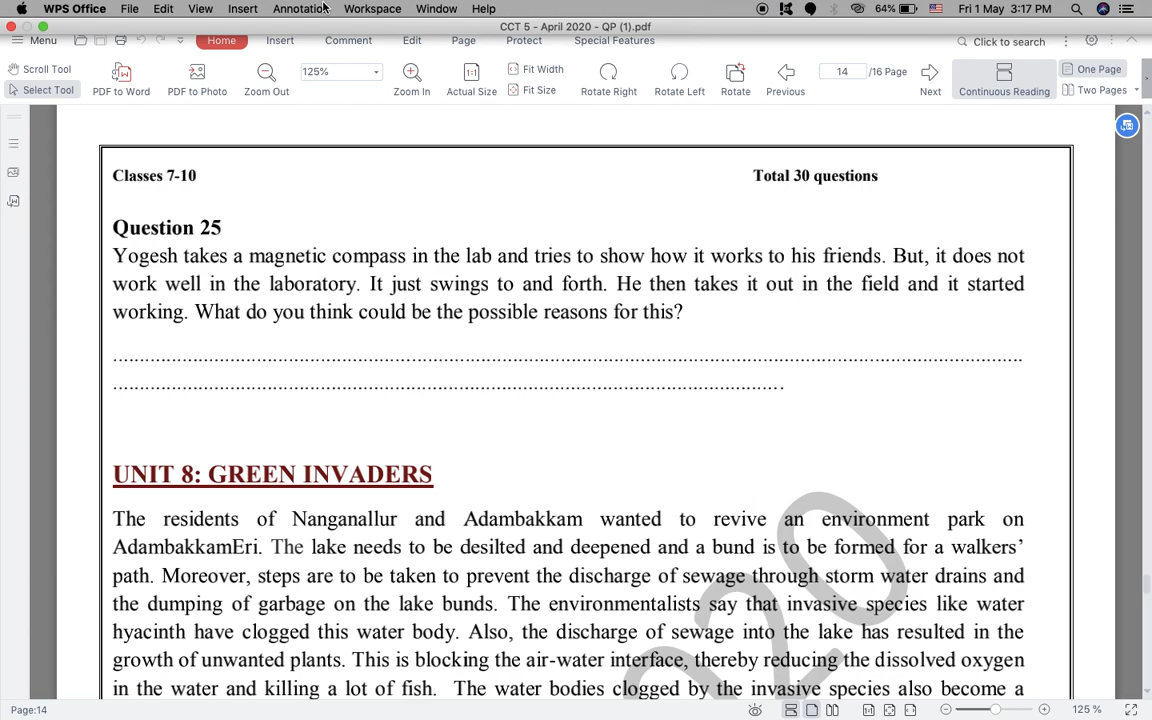 WPS Office File Edit View Insert Annotation Workspace Window Help 64% Fri 1 May 3:17 PM
CCT 5 - April 2020 - QP (1).pdf
Menu Home Insert Comment Edit Page Protect Special Features Click to search
Scroll Tool 125% Fit Width 14 /16 Page One Page
Select Tool PDF to Word PDF to Photo Zoom Out Zoom In Actual Size Fit Size Rotate Right Rotate Left Rotate Previous Next Continuous Reading Two Pages
Classes 7-10 Total 30 questions
Question 25
Yogesh takes a magnetic compass in the lab and tries to show how it works to his friends. But, it does not
work well in the laboratory. It just swings to and forth. He then takes it out in the field and it started
working. What do you think could be the possible reasons for this?
UNIT 8: GREEN INVADERS
The residents of Nanganallur and Adambakkam wanted to revive an environment park on
AdambakkamEri. The lake needs to be desilted and deepened and a bund is to be formed for a walkers'
path. Moreover, steps are to be taken to prevent the discharge of sewage through storm water drains and
the dumping of garbage on the lake bunds. The environmentalists say that invasive species like water
hyacinth have clogged this water body. Also, the discharge of sewage into the lake has resulted in the
growth of unwanted plants. This is blocking the air-water interface, thereby reducing the dissolved oxygen
in the water and killing a lot of fish. The water bodies clogged by the invasive species also become a
20
Page:14 125 %